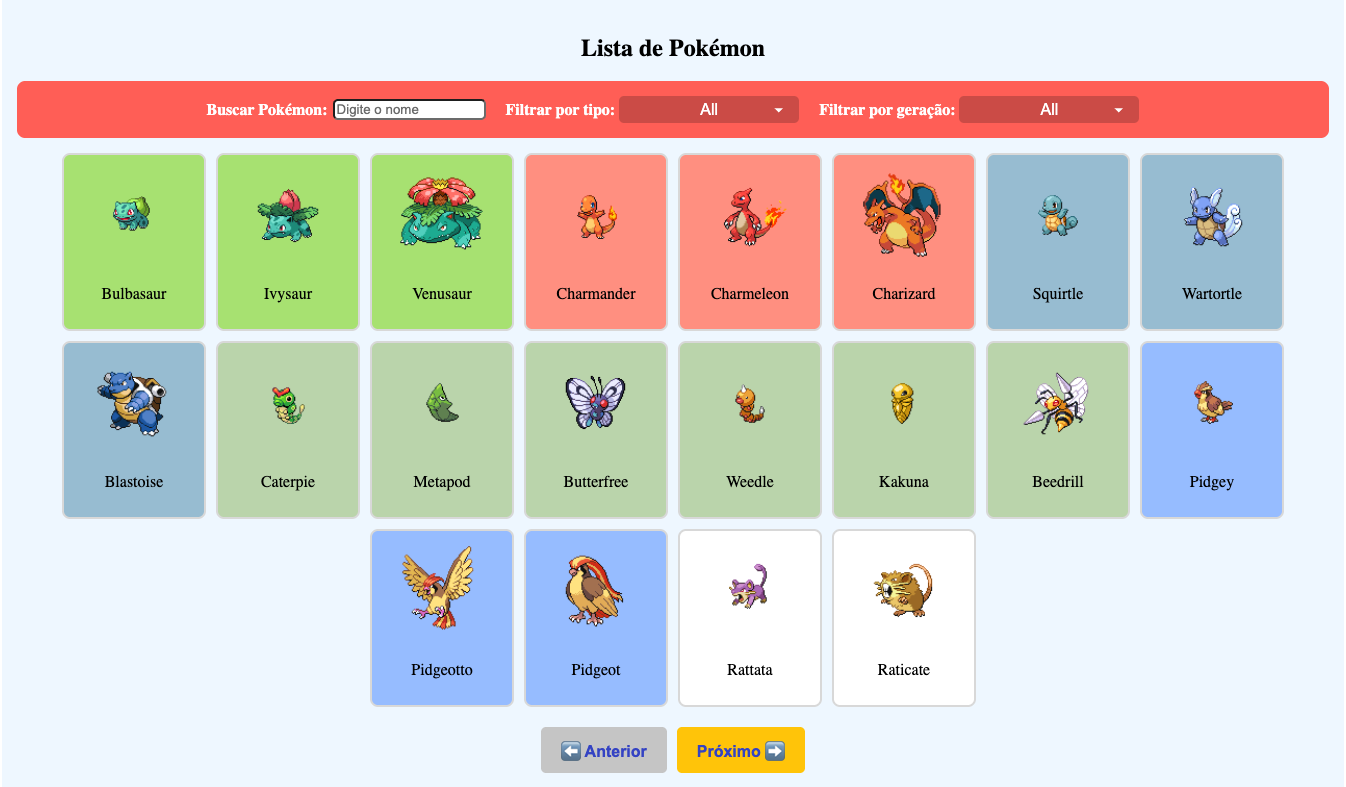 Lista de Pokémon
Buscar Pokémon: Digite o nome Filtrar por tipo: All Filtrar por geração: All
Bulbasaur Ivysaur Venusaur Charmander Charmeleon Charizard Squirtle Wartortle
Blastoise Caterpie Metapod Butterfree Weedle Kakuna Beedrill Pidgey
Pidgeotto Pidgeot Rattata Raticate
⬅️ Anterior Próximo ➡️